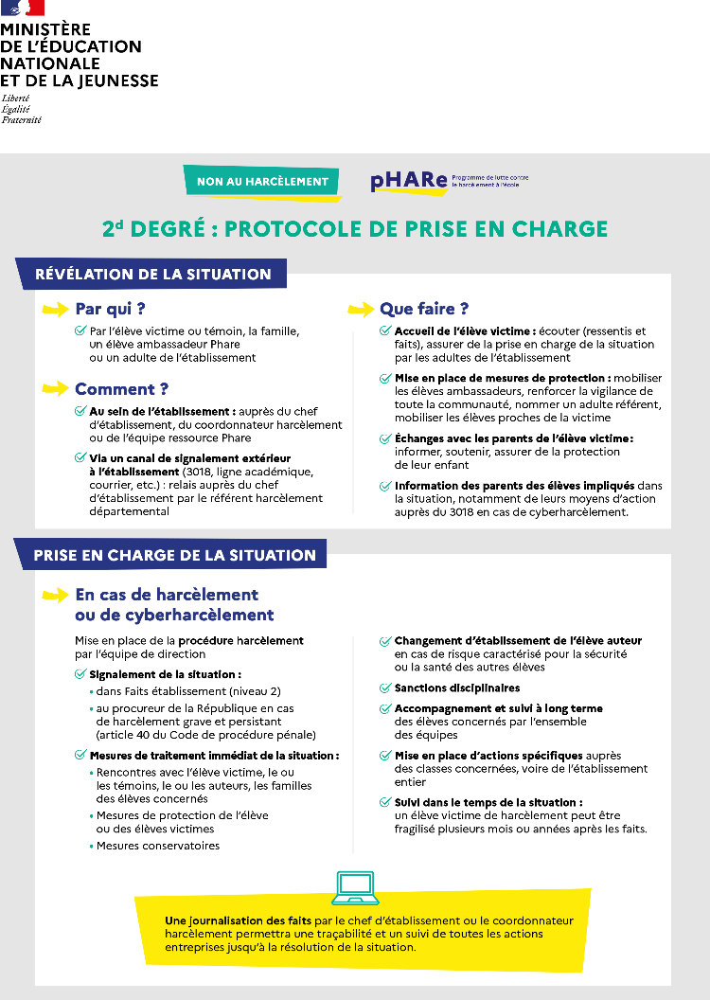 MINISTÈRE
DE L'ÉDUCATION
NATIONALE
ET DE LA JEUNESSE
Liberté
Égalité
Fraternité
NON AU HARCÈLEMENT
pHARe
Programme de lutte contre
le harcèlement à l'école
2d DEGRÉ : PROTOCOLE DE PRISE EN CHARGE
RÉVÉLATION DE LA SITUATION
Par qui ?
Par l'élève victime ou témoin, la famille,
un élève ambassadeur Phare
ou un adulte de l'établissement
Comment ?
Au sein de l'établissement : auprès du chef
d'établissement, du coordonnateur harcèlement
ou de l'équipe ressource Phare
Via un canal de signalement extérieur
à l'établissement (3018, ligne académique,
courrier, etc.) : relais auprès du chef
d'établissement par le référent harcèlement
départemental
Que faire ?
Accueil de l'élève victime : écouter (ressentis et
faits), assurer de la prise en charge de la situation
par les adultes de l'établissement
Mise en place de mesures de protection : mobiliser
les élèves ambassadeurs, renforcer la vigilance de
toute la communauté, nommer un adulte référent,
mobiliser les élèves proches de la victime
Échanges avec les parents de l'élève victime :
informer, soutenir, assurer de la protection
de leur enfant
Information des parents des élèves impliqués dans
la situation, notamment de leurs moyens d'action
auprès du 3018 en cas de cyberharcèlement.
PRISE EN CHARGE DE LA SITUATION
En cas de harcèlement
ou de cyberharcèlement
Mise en place de la procédure harcèlement
par l'équipe de direction
Signalement de la situation :
• dans Faits établissement (niveau 2)
• au procureur de la République en cas
de harcèlement grave et persistant
(article 40 du Code de procédure pénale)
Mesures de traitement immédiat de la situation :
• Rencontres avec l'élève victime, le ou
les témoins, le ou les auteurs, les familles
des élèves concernés
• Mesures de protection de l'élève
ou des élèves victimes
• Mesures conservatoires
Changement d'établissement de l'élève auteur
en cas de risque caractérisé pour la sécurité
ou la santé des autres élèves
Sanctions disciplinaires
Accompagnement et suivi à long terme
des élèves concernés par l'ensemble
des équipes
Mise en place d'actions spécifiques auprès
des classes concernées, voire de l'établissement
entier
Suivi dans le temps de la situation :
un élève victime de harcèlement peut être
fragilisé plusieurs mois ou années après les faits.
Une journalisation des faits par le chef d'établissement ou le coordonnateur
harcèlement permettra une traçabilité et un suivi de toutes les actions
entreprises jusqu'à la résolution de la situation.